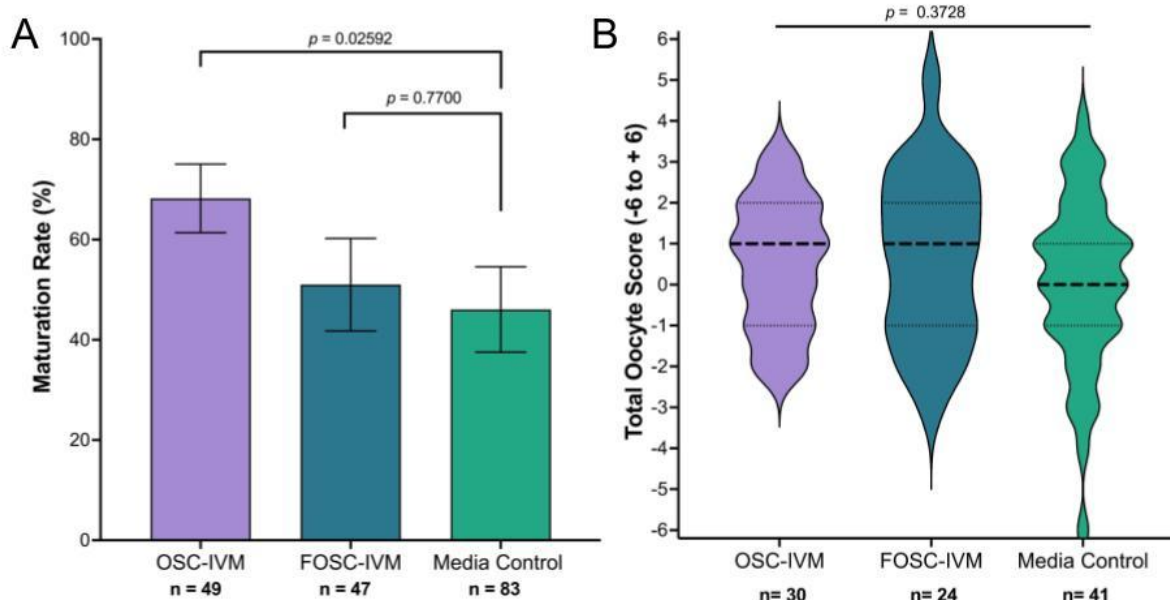 A
Maturation Rate (%)
100
80
60
40
20
0
p = 0.02592
p = 0.7700
OSC-IVM
FOSC-IVM
Media Control
n = 49
n = 47
n = 83
B
Total Oocyte Score (-6 to + 6)
p = 0.3728
6
5
4
3
2
1
0
-1
-2
-3
-4
-5
-6
OSC-IVM
FOSC-IVM
Media Control
n= 30
n= 24
n= 41